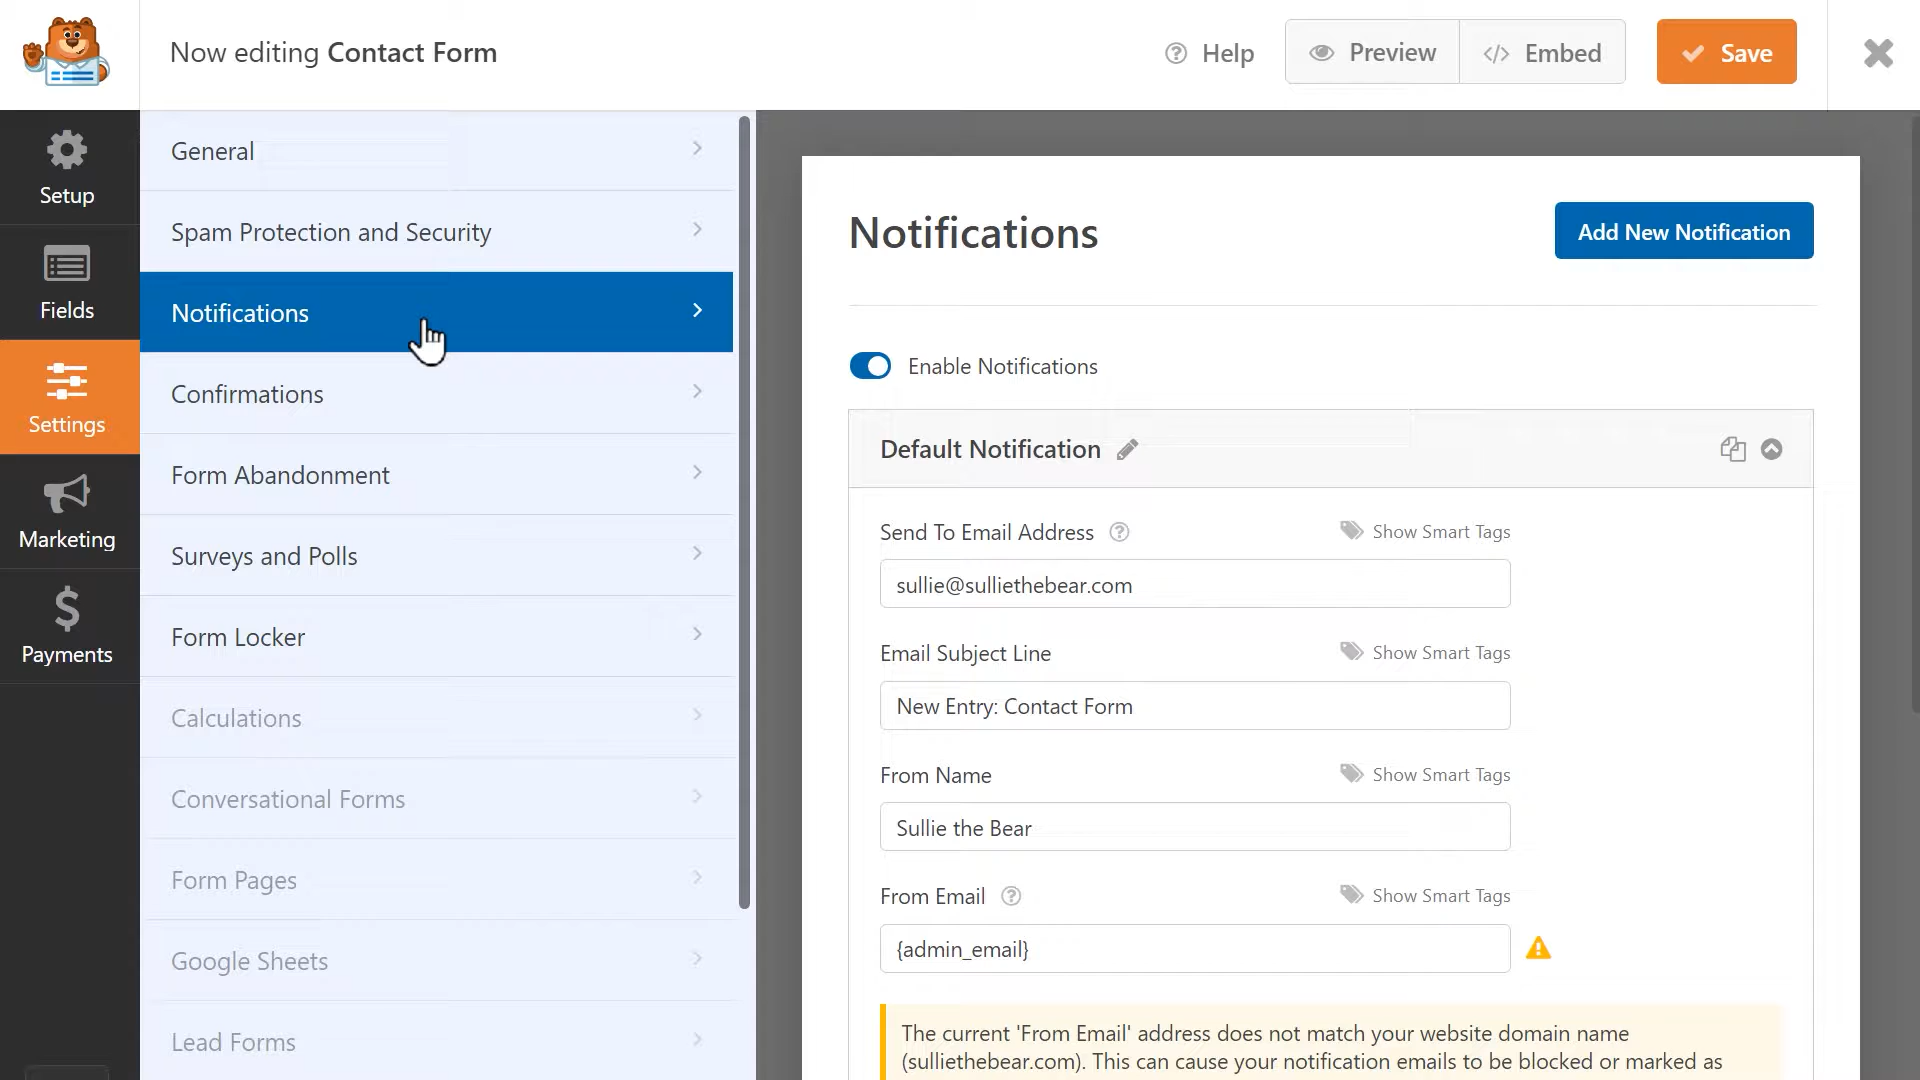 Now editing Contact Form
Help
Preview
Embed
Save
Setup
Fields
Settings
Marketing
Payments
General
Spam Protection and Security
Notifications
Confirmations
Form Abandonment
Surveys and Polls
Form Locker
Calculations
Conversational Forms
Form Pages
Google Sheets
Lead Forms
Notifications
Add New Notification
Enable Notifications
Default Notification
Send To Email Address
Show Smart Tags
sullie@sulliethebear.com
Email Subject Line
Show Smart Tags
New Entry: Contact Form
From Name
Show Smart Tags
Sullie the Bear
From Email
Show Smart Tags
{admin_email}
The current 'From Email' address does not match your website domain name
(sulliethebear.com). This can cause your notification emails to be blocked or marked as